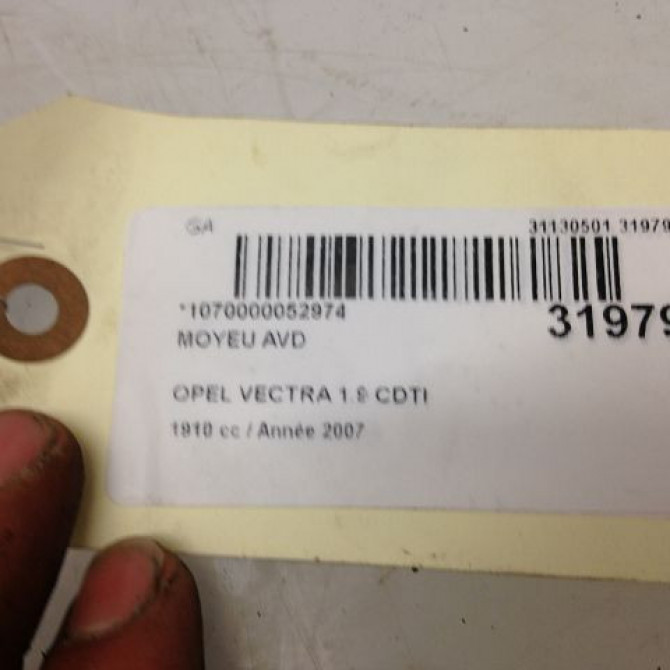 GA 31130501 31979
*1070000052974 31979
MOYEU AVD
OPEL VECTRA 1.9 CDTI
1910 cc / Année 2007